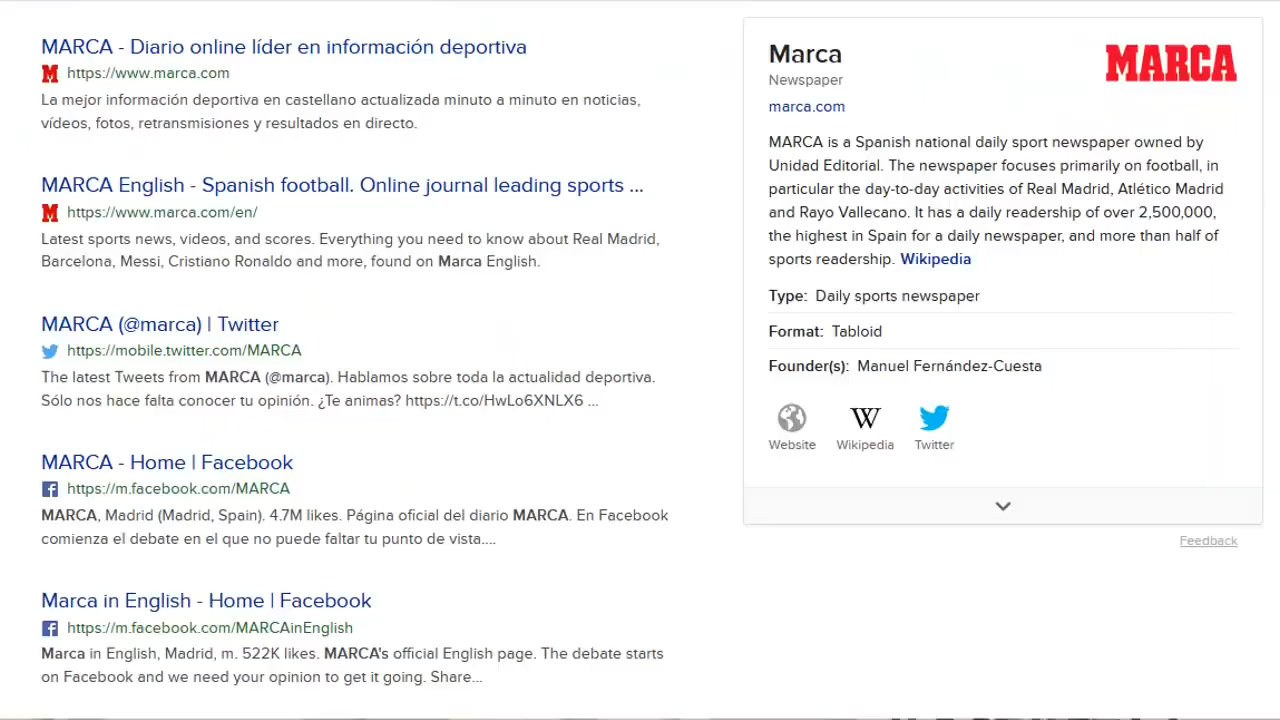 MARCA - Diario online líder en información deportiva
https://www.marca.com
La mejor información deportiva en castellano actualizada minuto a minuto en noticias,
vídeos, fotos, retransmisiones y resultados en directo.
MARCA English - Spanish football. Online journal leading sports ...
https://www.marca.com/en/
Latest sports news, videos, and scores. Everything you need to know about Real Madrid,
Barcelona, Messi, Cristiano Ronaldo and more, found on Marca English.
MARCA (@marca) | Twitter
https://mobile.twitter.com/MARCA
The latest Tweets from MARCA (@marca). Hablamos sobre toda la actualidad deportiva.
Sólo nos hace falta conocer tu opinión. ¿Te animas? https://t.co/HwLo6XNLX6 ...
MARCA - Home | Facebook
https://m.facebook.com/MARCA
MARCA, Madrid (Madrid, Spain). 4.7M likes. Página oficial del diario MARCA. En Facebook
comienza el debate en el que no puede faltar tu punto de vista....
Marca in English - Home | Facebook
https://m.facebook.com/MARCAinEnglish
Marca in English, Madrid, m. 522K likes. MARCA's official English page. The debate starts
on Facebook and we need your opinion to get it going. Share...
Marca
MARCA
Newspaper
marca.com
MARCA is a Spanish national daily sport newspaper owned by
Unidad Editorial. The newspaper focuses primarily on football, in
particular the day-to-day activities of Real Madrid, Atlético Madrid
and Rayo Vallecano. It has a daily readership of over 2,500,000,
the highest in Spain for a daily newspaper, and more than half of
sports readership. Wikipedia
Type: Daily sports newspaper
Format: Tabloid
Founder(s): Manuel Fernández-Cuesta
Website Wikipedia Twitter
Feedback